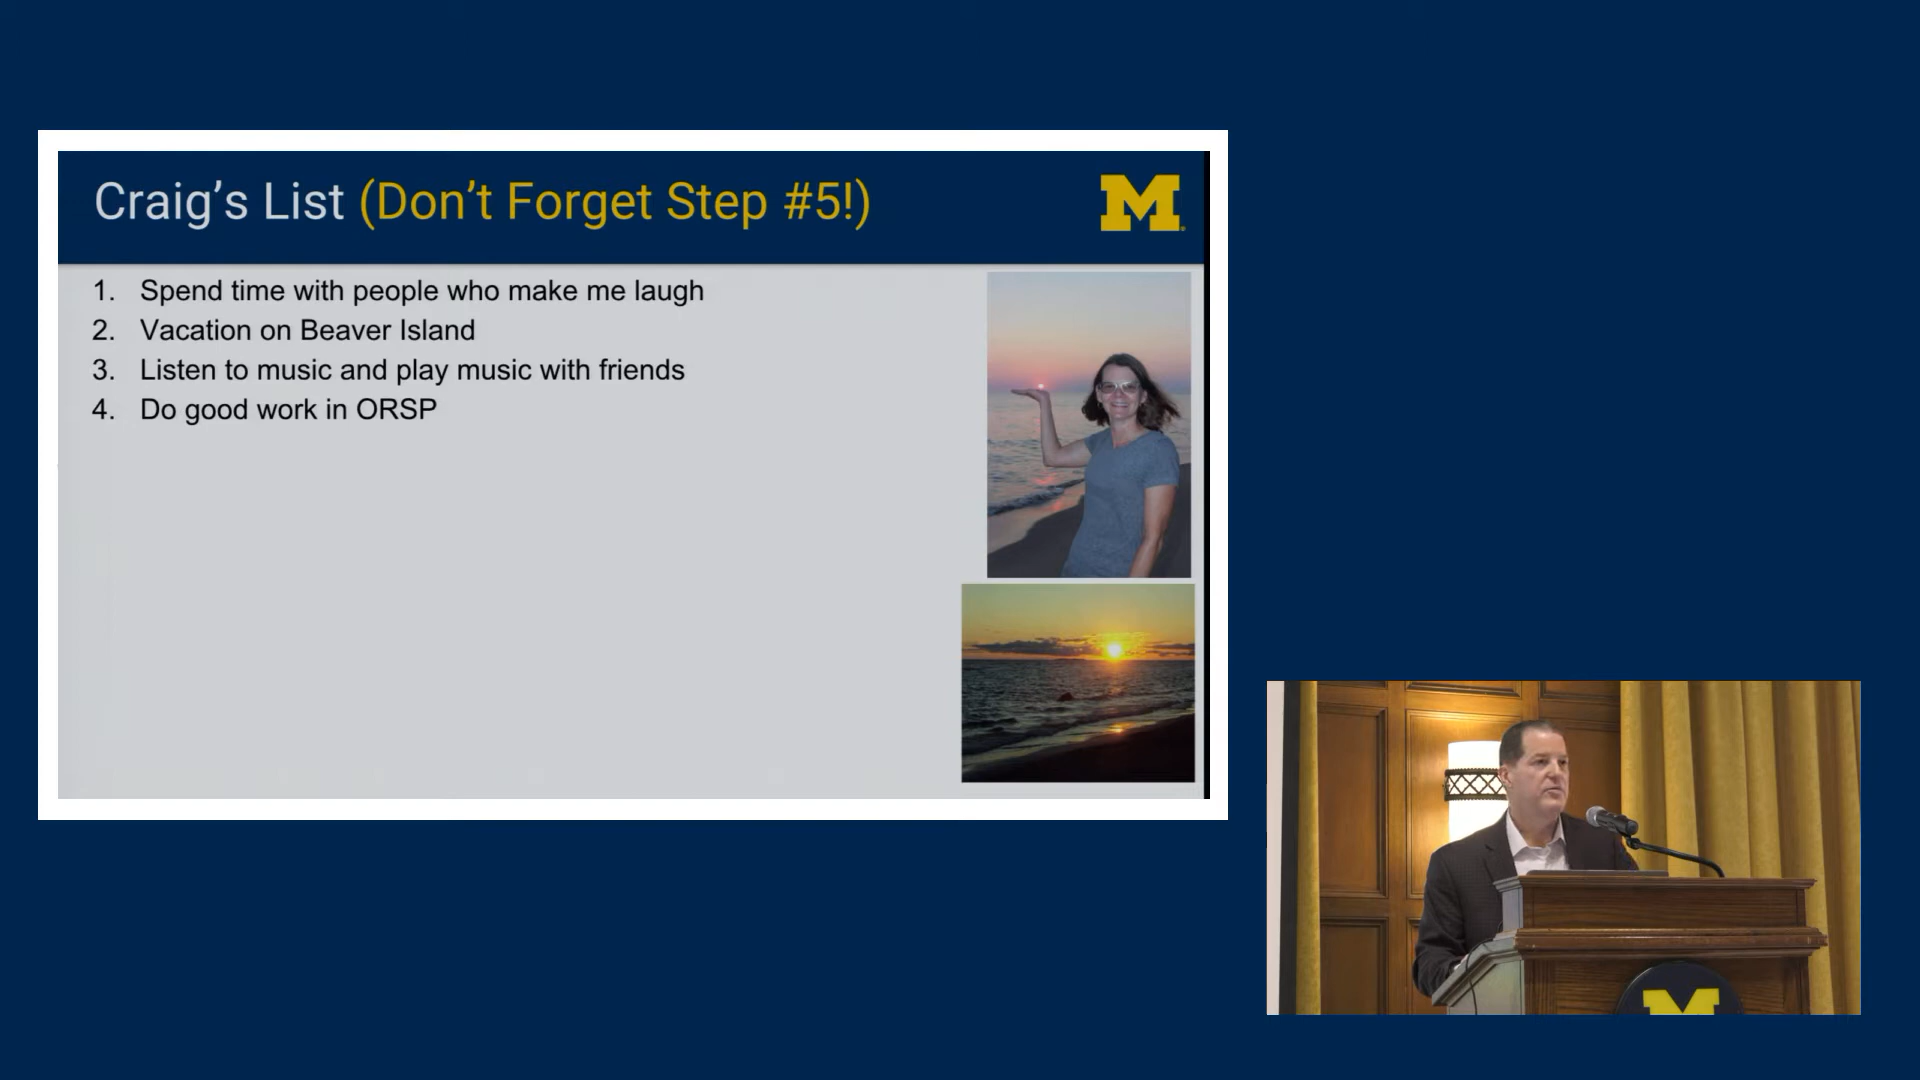 Craig's List (Don't Forget Step #5!)
M
1. Spend time with people who make me laugh
2. Vacation on Beaver Island
3. Listen to music and play music with friends
4. Do good work in ORSP
M